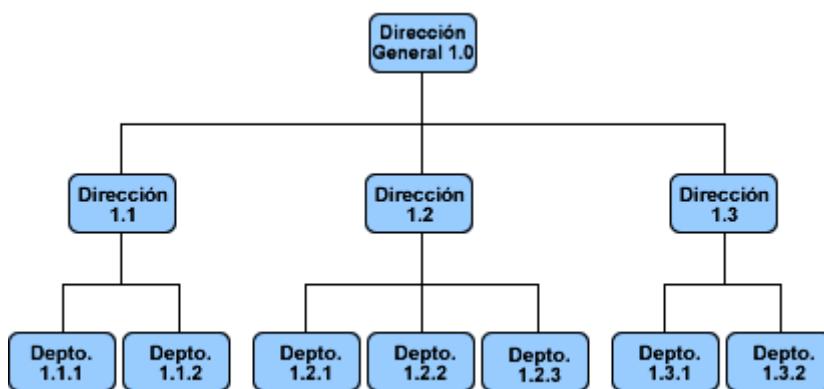 Dirección
General 1.0
Dirección
1.1
Dirección
1.2
Dirección
1.3
Depto.
1.1.1
Depto.
1.1.2
Depto.
1.2.1
Depto.
1.2.2
Depto.
1.2.3
Depto.
1.3.1
Depto.
1.3.2